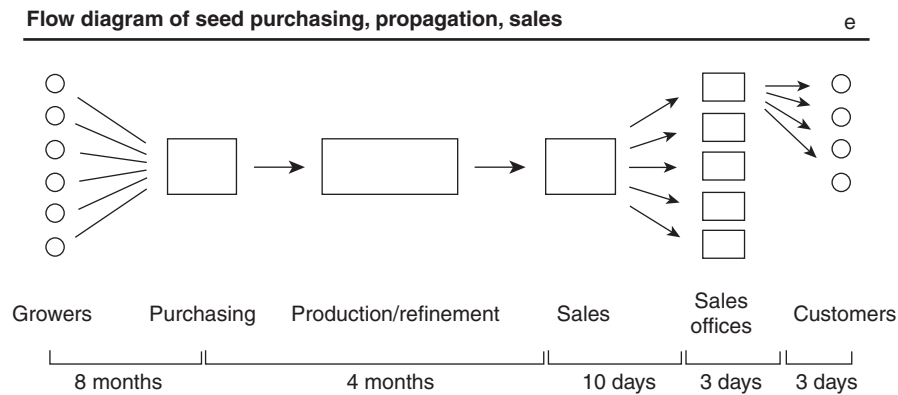 Flow diagram of seed purchasing, propagation, sales e
Growers Purchasing Production/refinement Sales Sales offices Customers
8 months 4 months 10 days 3 days 3 days